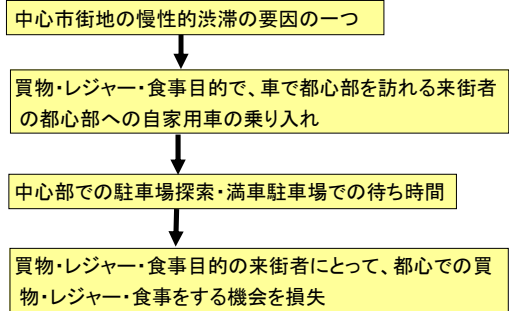 中心市街地の慢性的渋滞の要因の一つ
買物・レジャー・食事目的で、車で都心部を訪れる来街者
の都心部への自家用車の乗り入れ
中心部での駐車場探索・満車駐車場での待ち時間
買物・レジャー・食事目的の来街者にとって、都心での買
物・レジャー・食事をする機会を損失